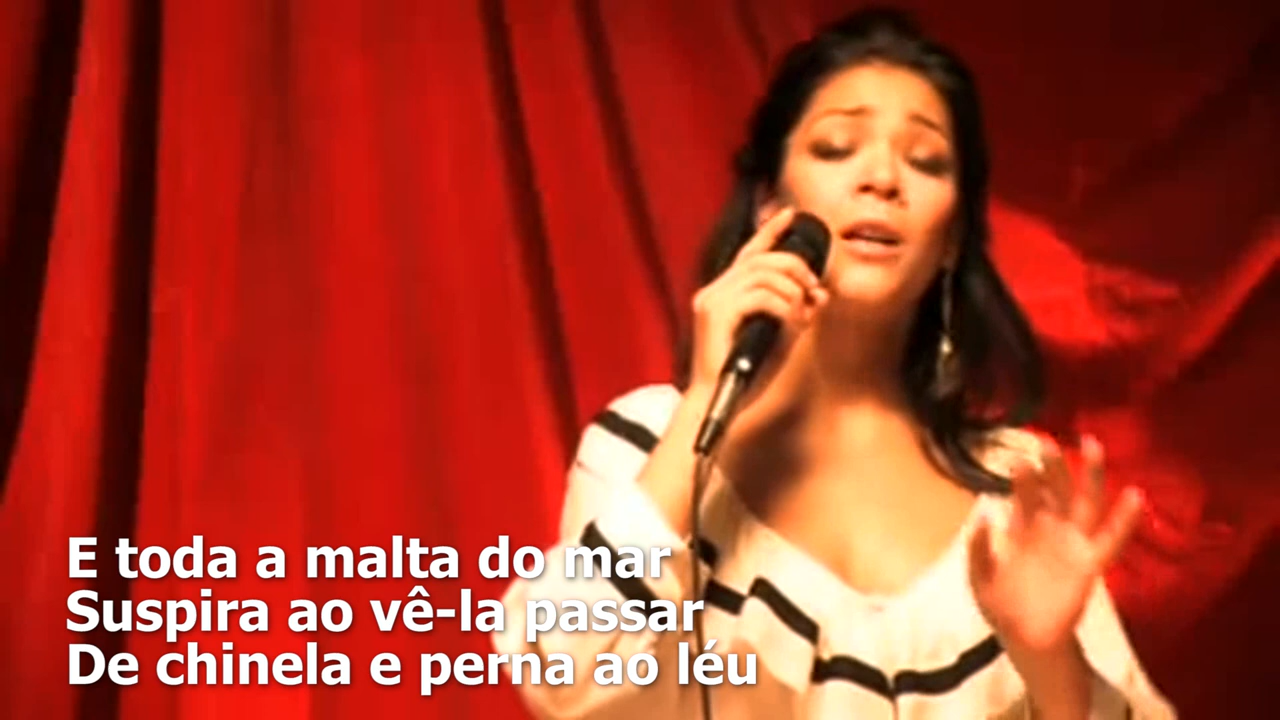 E toda a malta do mar
Suspira ao vê-la passar
De chinela e perna ao léu